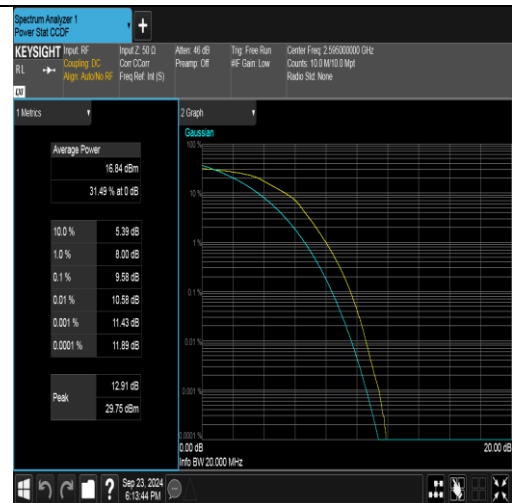 Spectrum Analyzer 1
Power Stat CCDF
+
KEYSIGHT Input: RF Input Z: 50 Ω Atten: 46 dB Trig: Free Run Center Freq: 2.595000000 GHz
R L Coupling: DC Corr CCorr Preamp: Off #IF Gain: Low Counts: 10.0 M/10.0 Mpt
Align: Auto/No RF Freq Ref: Int (S) Radio Std: None
LXI
1 Metrics
2 Graph
Average Power
16.84 dBm
31.49 % at 0 dB
10.0 % 5.39 dB
1.0 % 8.00 dB
0.1 % 9.58 dB
0.01 % 10.58 dB
0.001 % 11.43 dB
0.0001 % 11.89 dB
Peak 12.91 dB
29.75 dBm
Gaussian
100 %
10 %
1 %
0.1 %
0.01 %
0.001 %
0.0001 %
0.00 dB 20.00 dB
Info BW 20.000 MHz
? Sep 23, 2024
6:13:44 PM